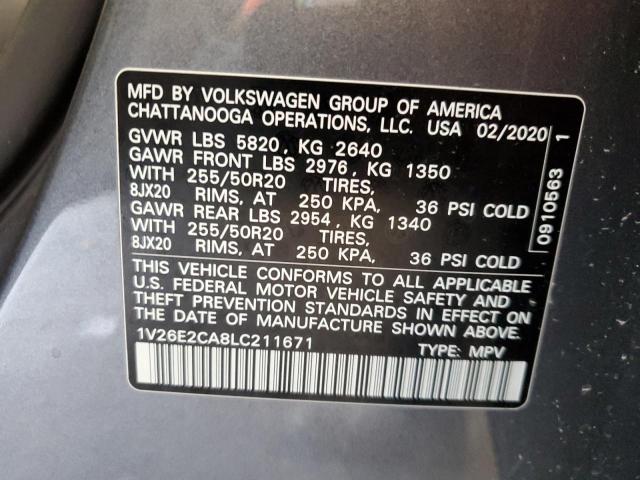 MFD BY VOLKSWAGEN GROUP OF AMERICA
CHATTANOOGA OPERATIONS, LLC. USA 02/2020
GVWR LBS 5820, KG 2640
GAWR FRONT LBS 2976, KG 1350
WITH 255/50R20 TIRES,
8JX20 RIMS, AT 250 KPA, 36 PSI COLD
GAWR REAR LBS 2954, KG 1340
WITH 255/50R20 TIRES,
8JX20 RIMS, AT 250 KPA, 36 PSI COLD
THIS VEHICLE CONFORMS TO ALL APPLICABLE
U.S. FEDERAL MOTOR VEHICLE SAFETY AND
THEFT PREVENTION STANDARDS IN EFFECT ON
THE DATE OF MANUFACTURE SHOWN ABOVE.
1V26E2CA8LC211671 TYPE: MPV
0910563 1